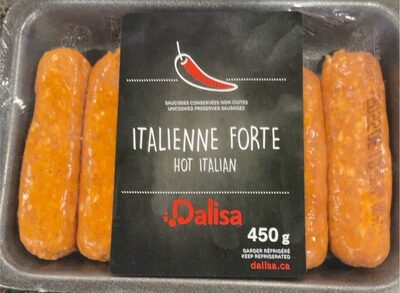 SAUCISSES CONSERVÉES NON CUITES
UNCOOKED PRESERVED SAUSAGES
ITALIENNE FORTE
HOT ITALIAN
Dalisa
450 g
GARDER RÉFRIGÉRÉ
KEEP REFRIGERATED
dalisa.ca